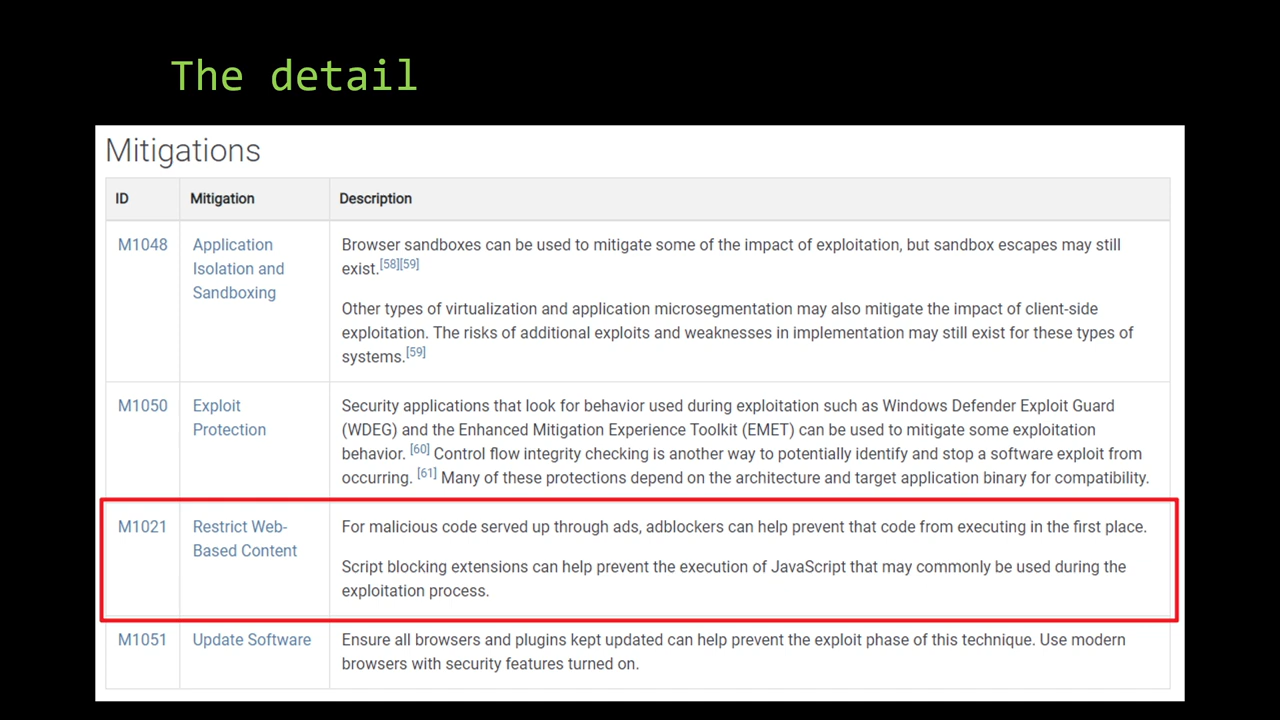 The detail
Mitigations
ID Mitigation Description
M1048 Application Isolation and Sandboxing
Browser sandboxes can be used to mitigate some of the impact of exploitation, but sandbox escapes may still
exist.[58][59]
Other types of virtualization and application microsegmentation may also mitigate the impact of client-side
exploitation. The risks of additional exploits and weaknesses in implementation may still exist for these types of
systems.[59]
M1050 Exploit Protection
Security applications that look for behavior used during exploitation such as Windows Defender Exploit Guard
(WDEG) and the Enhanced Mitigation Experience Toolkit (EMET) can be used to mitigate some exploitation
behavior. [60] Control flow integrity checking is another way to potentially identify and stop a software exploit from
occurring. [61] Many of these protections depend on the architecture and target application binary for compatibility.
M1021 Restrict Web-Based Content
For malicious code served up through ads, adblockers can help prevent that code from executing in the first place.
Script blocking extensions can help prevent the execution of JavaScript that may commonly be used during the
exploitation process.
M1051 Update Software
Ensure all browsers and plugins kept updated can help prevent the exploit phase of this technique. Use modern
browsers with security features turned on.